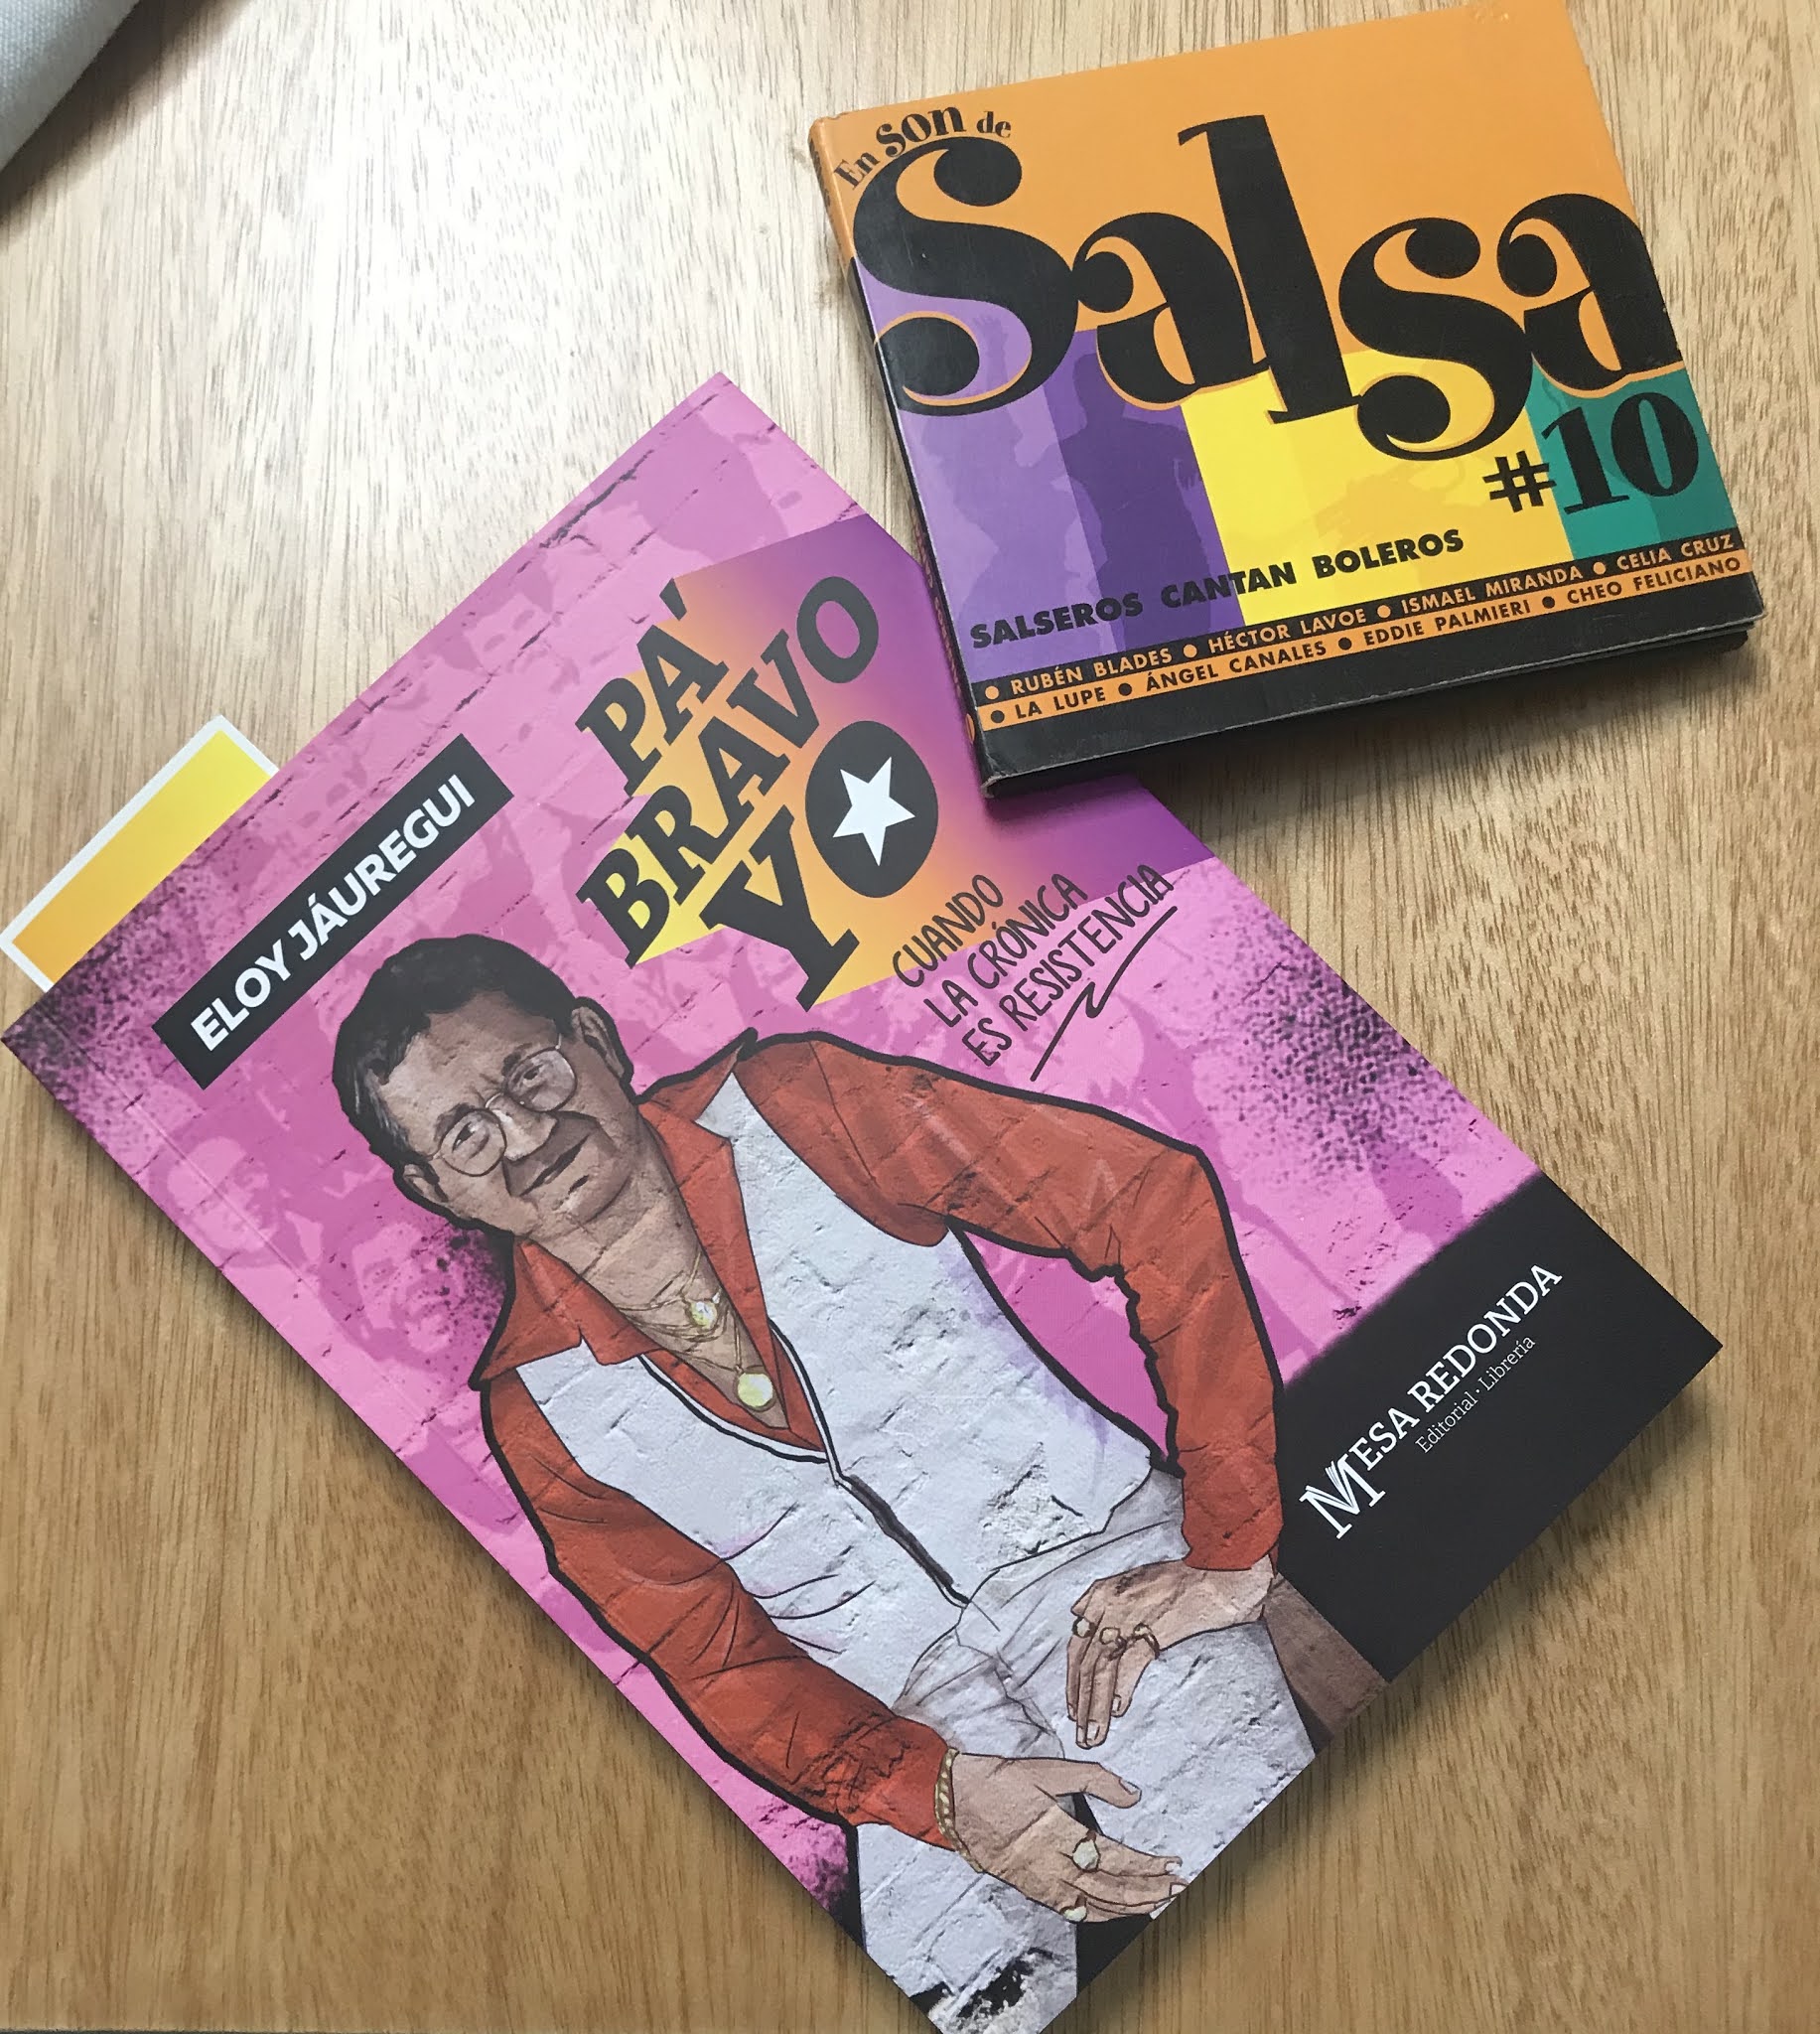 En son de
Salsa
#10
SALSEROS CANTAN BOLEROS
● RUBÉN BLADES ● HÉCTOR LAVOE ● ISMAEL MIRANDA ● CELIA CRUZ
● LA LUPE ● ÁNGEL CANALES ● EDDIE PALMIERI ● CHEO FELICIANO
ELOY JÁUREGUI
PA'
BRAVO
YO
CUANDO
LA CRÓNICA
ES RESISTENCIA
MESA REDONDA
Editorial · Librería